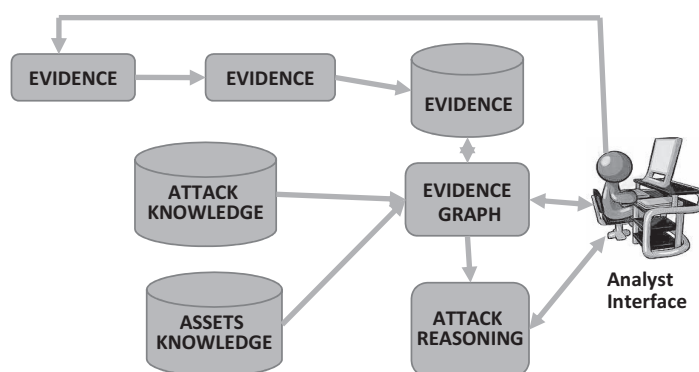 EVIDENCE
EVIDENCE
EVIDENCE
ATTACK
KNOWLEDGE
EVIDENCE
GRAPH
Analyst
Interface
ASSETS
KNOWLEDGE
ATTACK
REASONING